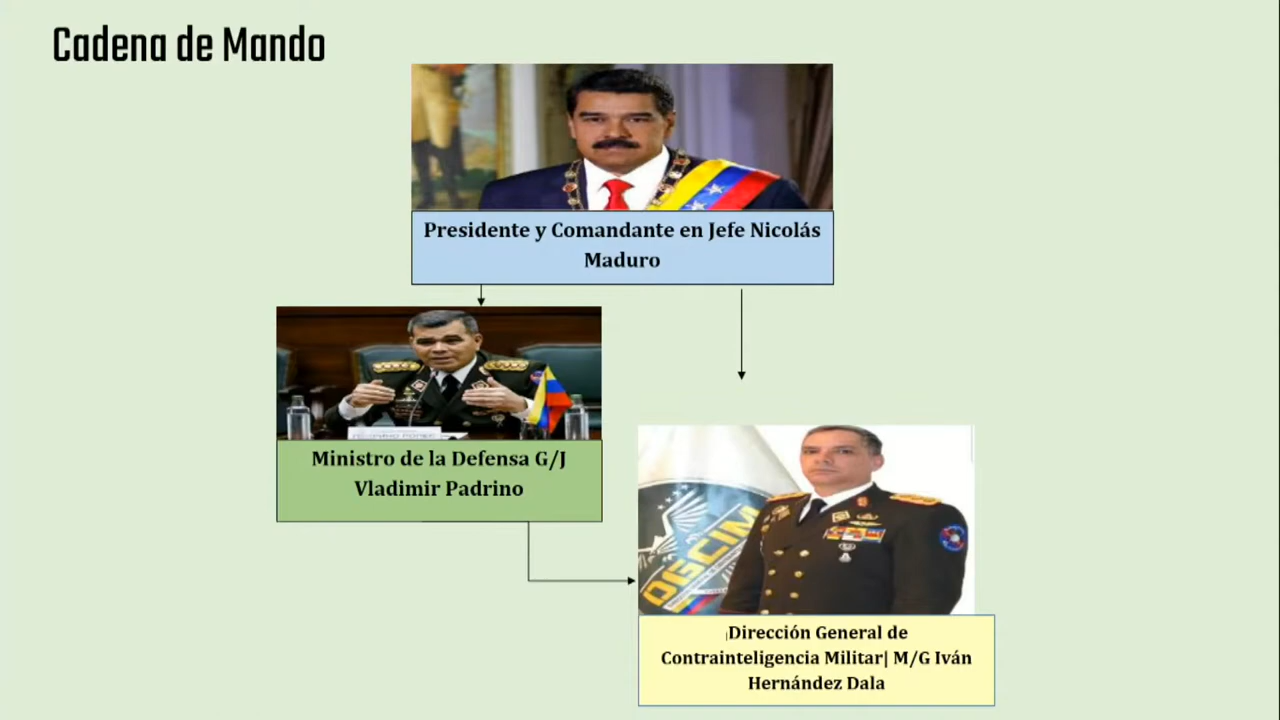 Cadena de Mando
Presidente y Comandante en Jefe Nicolás
Maduro
Ministro de la Defensa G/J
Vladimir Padrino
DGCIM
Dirección General de
Contrainteligencia Militar| M/G Iván
Hernández Dala